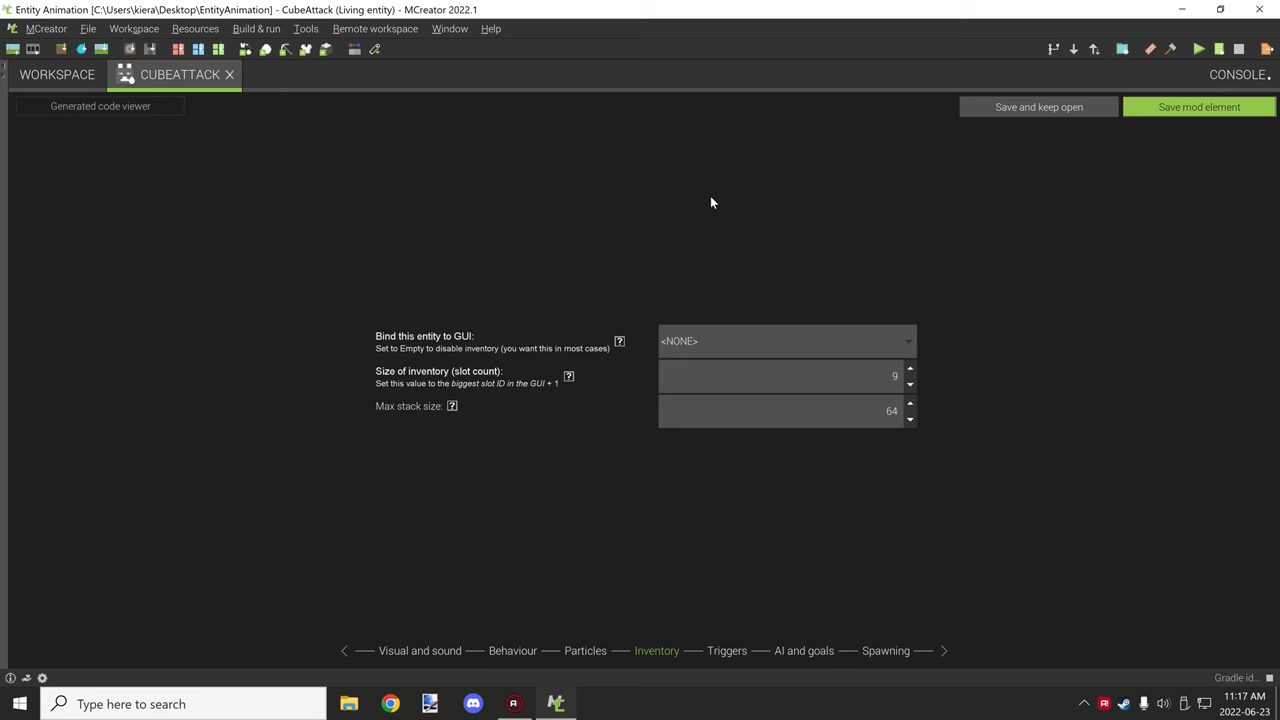 Entity Animation [C:\Users\kiera\Desktop\EntityAnimation] - CubeAttack (Living entity) - MCreator 2022.1
MCreator File Workspace Resources Build & run Tools Remote workspace Window Help
WORKSPACE CUBEATTACK CONSOLE
Generated code viewer Save and keep open Save mod element
Bind this entity to GUI: ? <NONE>
Set to Empty to disable inventory (you want this in most cases)
Size of inventory (slot count): ? 9
Set this value to the biggest slot ID in the GUI + 1
Max stack size: ? 64
Visual and sound Behaviour Particles Inventory Triggers AI and goals Spawning
Gradle id...
Type here to search
11:17 AM
2022-06-23